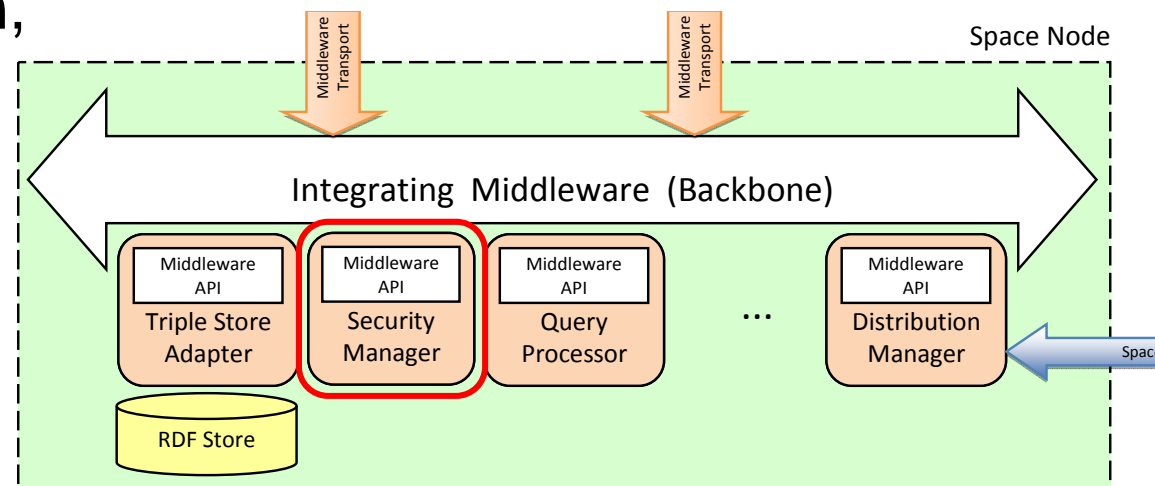 Space Node
Middleware
Transport
Middleware
Transport
Integrating Middleware (Backbone)
Middleware
API
Triple Store
Adapter
Middleware
API
Security
Manager
Middleware
API
Query
Processor
...
Middleware
API
Distribution
Manager
Space
RDF Store